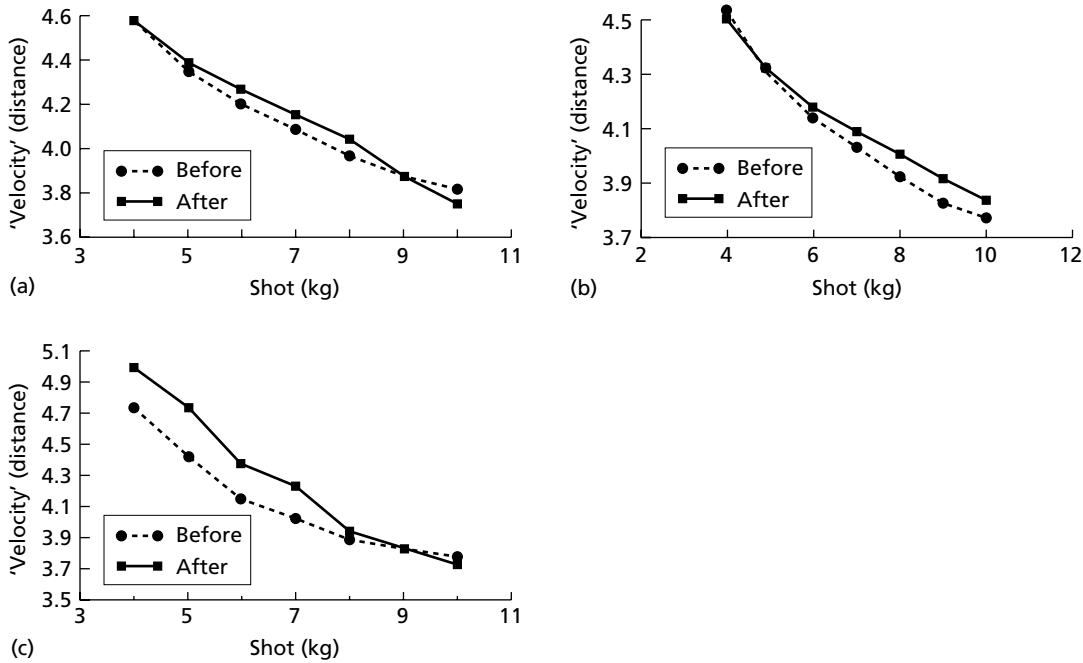 4.6
4.4
4.2
4.0
3.8
3.6
'Velocity' (distance)
Before
After
3 5 7 9 11
Shot (kg)
(a)
4.5
4.3
4.1
3.9
3.7
'Velocity' (distance)
Before
After
2 4 6 8 10 12
Shot (kg)
(b)
5.1
4.9
4.7
4.5
4.3
4.1
3.9
3.7
3.5
'Velocity' (distance)
Before
After
3 5 7 9 11
Shot (kg)
(c)